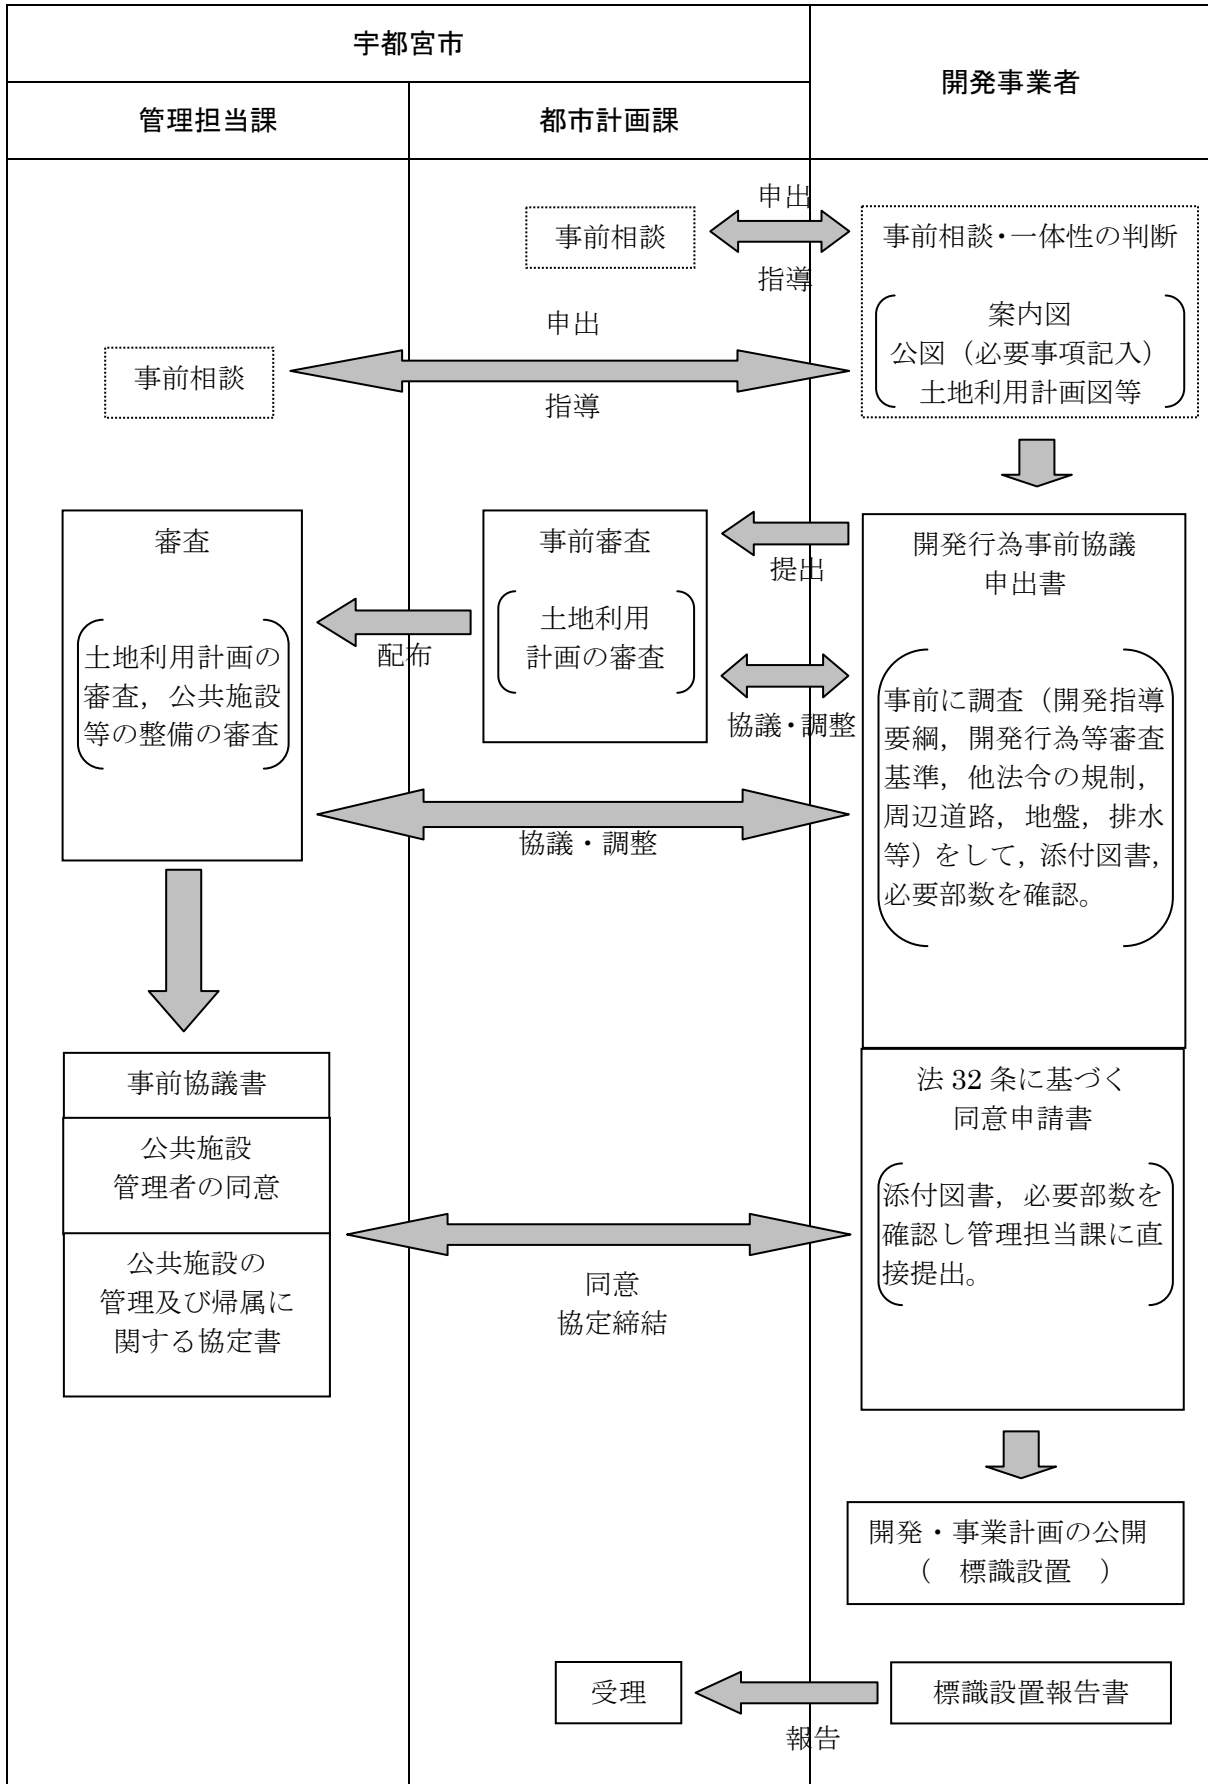 宇都宮市
開発事業者
管理担当課
都市計画課
申出
事前相談
事前相談・一体性の判断
指導
案内図
公図（必要事項記入）
土地利用計画図等
申出
事前相談
指導
審査
事前審査
開発行為事前協議
申出書
提出
土地利用
計画の審査
配布
土地利用計画の
審査，公共施設
等の整備の審査
協議・調整
事前に調査（開発指導
要綱，開発行為等審査
基準，他法令の規制，
周辺道路，地盤，排水
等）をして，添付図書，
必要部数を確認。
協議・調整
事前協議書
公共施設
管理者の同意
公共施設の
管理及び帰属に
関する協定書
法 32 条に基づく
同意申請書
添付図書，必要部数を
確認し管理担当課に直
接提出。
同意
協定締結
開発・事業計画の公開
（　標識設置　）
受理
標識設置報告書
報告